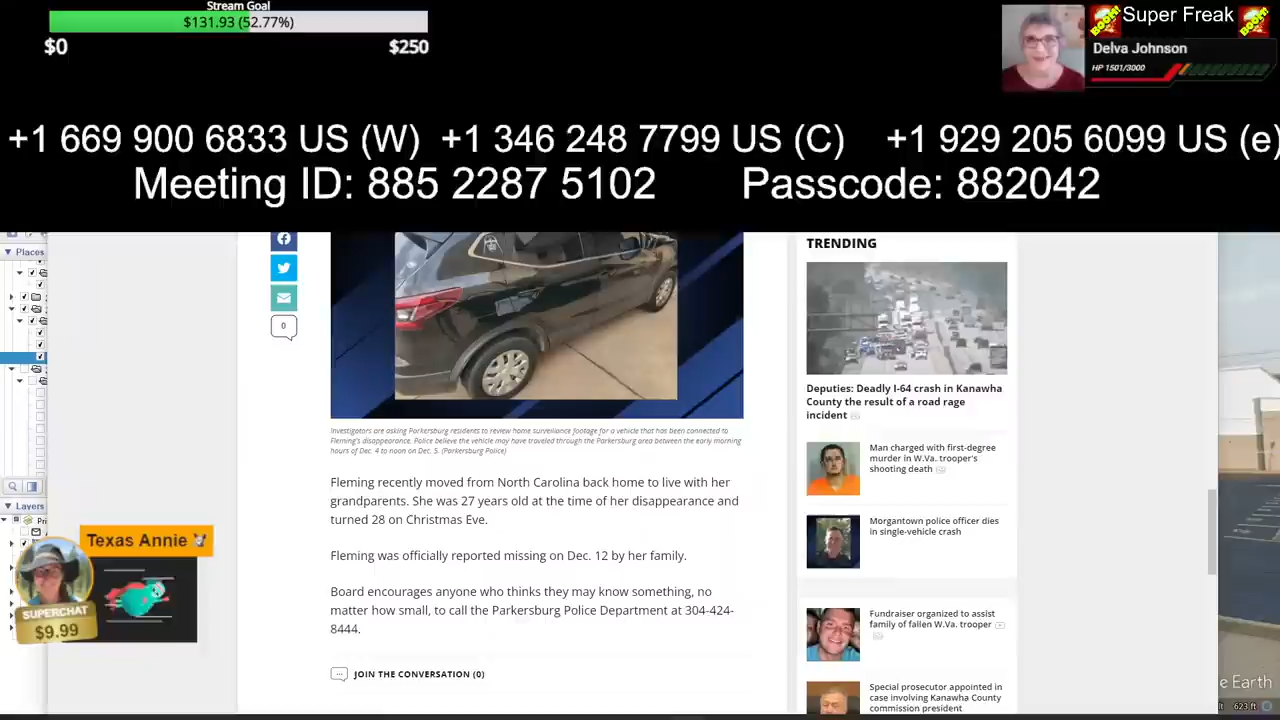 Stream Goal
$131.93 (52.77%)
$0
$250
Super Freak
Delva Johnson
HP 1501/3000
+1 669 900 6833 US (W) +1 346 248 7799 US (C) +1 929 205 6099 US (e)
Meeting ID: 885 2287 5102 Passcode: 882042
Places
0
Investigators are asking Parkersburg residents to review home surveillance footage for a vehicle that has been connected to
Fleming's disappearance. Police believe the vehicle may have traveled through the Parkersburg area between the early morning
hours of Dec. 4 to noon on Dec. 5. (Parkersburg Police)
Fleming recently moved from North Carolina back home to live with her
grandparents. She was 27 years old at the time of her disappearance and
turned 28 on Christmas Eve.
Fleming was officially reported missing on Dec. 12 by her family.
Board encourages anyone who thinks they may know something, no
matter how small, to call the Parkersburg Police Department at 304-424-
8444.
JOIN THE CONVERSATION (0)
TRENDING
Deputies: Deadly I-64 crash in Kanawha
County the result of a road rage
incident
Man charged with first-degree
murder in W.Va. trooper's
shooting death
Morgantown police officer dies
in single-vehicle crash
Fundraiser organized to assist
family of fallen W.Va. trooper
Special prosecutor appointed in
case involving Kanawha County
commission president
Layers
Texas Annie
SUPERCHAT
$9.99
e Earth
623 ft